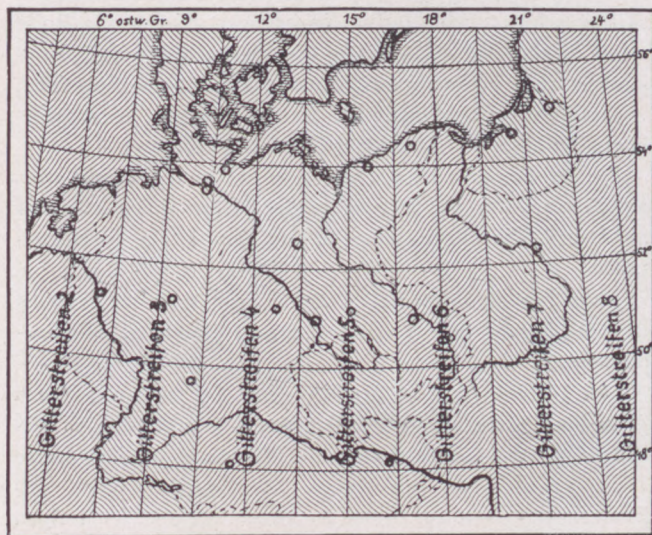 6° ostw. Gr. 9° 12° 15° 18° 21° 24°
56°
54°
52°
50°
48°
Gitterstreifen 2
Gitterstreifen 3
Gitterstreifen 4
Gitterstreifen 5
Gitterstreifen 6
Gitterstreifen 7
Gitterstreifen 8